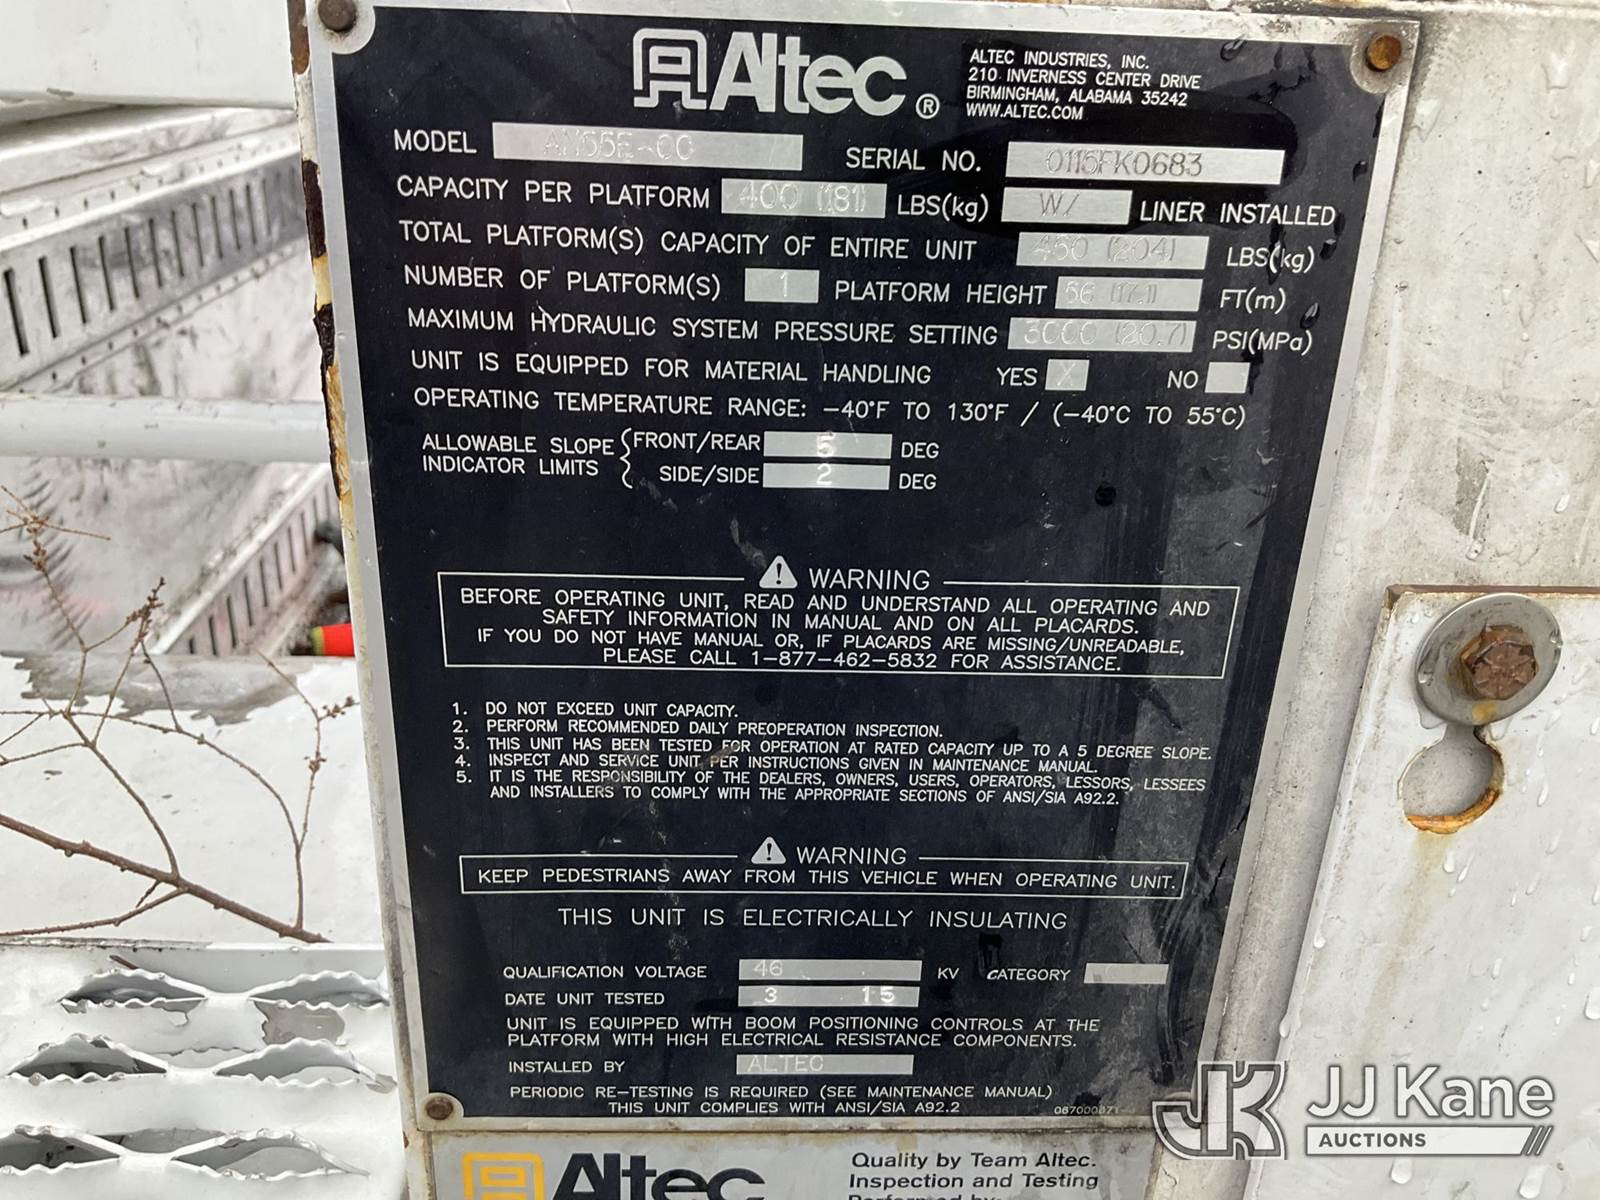 Altec ®
ALTEC INDUSTRIES, INC.
210 INVERNESS CENTER DRIVE
BIRMINGHAM, ALABAMA 35242
WWW.ALTEC.COM
MODEL AM55E-OC SERIAL NO. 0115FK0683
CAPACITY PER PLATFORM 400 (181) LBS(kg) W/ LINER INSTALLED
TOTAL PLATFORM(S) CAPACITY OF ENTIRE UNIT 450 (204) LBS(kg)
NUMBER OF PLATFORM(S) 1 PLATFORM HEIGHT 56 (17.1) FT(m)
MAXIMUM HYDRAULIC SYSTEM PRESSURE SETTING 3000 (20.7) PSI(MPa)
UNIT IS EQUIPPED FOR MATERIAL HANDLING YES X NO
OPERATING TEMPERATURE RANGE: -40°F TO 130°F / (-40°C TO 55°C)
ALLOWABLE SLOPE FRONT/REAR 5 DEG
INDICATOR LIMITS SIDE/SIDE 2 DEG
WARNING
BEFORE OPERATING UNIT, READ AND UNDERSTAND ALL OPERATING AND
SAFETY INFORMATION IN MANUAL AND ON ALL PLACARDS.
IF YOU DO NOT HAVE MANUAL OR, IF PLACARDS ARE MISSING/UNREADABLE,
PLEASE CALL 1-877-462-5832 FOR ASSISTANCE.
1. DO NOT EXCEED UNIT CAPACITY.
2. PERFORM RECOMMENDED DAILY PREOPERATION INSPECTION.
3. THIS UNIT HAS BEEN TESTED FOR OPERATION AT RATED CAPACITY UP TO A 5 DEGREE SLOPE.
4. INSPECT AND SERVICE UNIT PER INSTRUCTIONS GIVEN IN MAINTENANCE MANUAL.
5. IT IS THE RESPONSIBILITY OF THE DEALERS, OWNERS, USERS, OPERATORS, LESSORS, LESSEES
AND INSTALLERS TO COMPLY WITH THE APPROPRIATE SECTIONS OF ANSI/SIA A92.2.
WARNING
KEEP PEDESTRIANS AWAY FROM THIS VEHICLE WHEN OPERATING UNIT.
THIS UNIT IS ELECTRICALLY INSULATING
QUALIFICATION VOLTAGE 46 KV CATEGORY
DATE UNIT TESTED 3 15
UNIT IS EQUIPPED WITH BOOM POSITIONING CONTROLS AT THE
PLATFORM WITH HIGH ELECTRICAL RESISTANCE COMPONENTS.
INSTALLED BY ALTEC
PERIODIC RE-TESTING IS REQUIRED (SEE MAINTENANCE MANUAL)
THIS UNIT COMPLIES WITH ANSI/SIA A92.2
Altec
Quality by Team Altec.
Inspection and Testing
Performed by:
JK JJ Kane
AUCTIONS